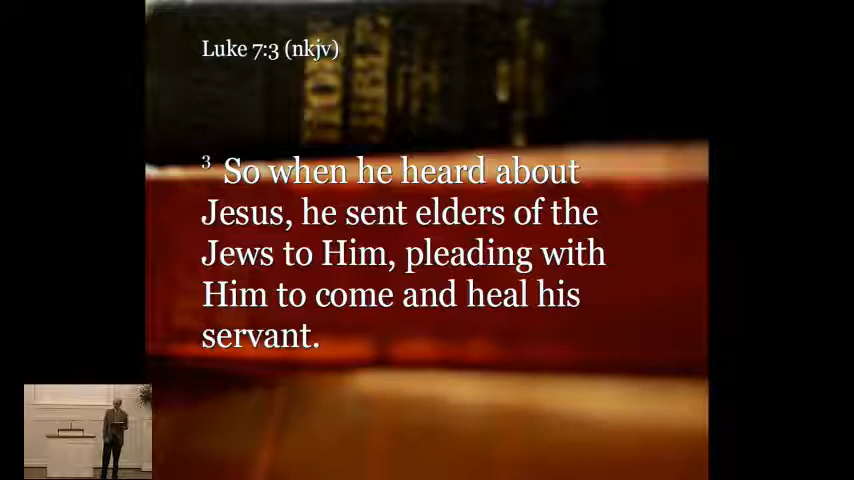 Luke 7:3 (nkjv)
3 So when he heard about
Jesus, he sent elders of the
Jews to Him, pleading with
Him to come and heal his
servant.